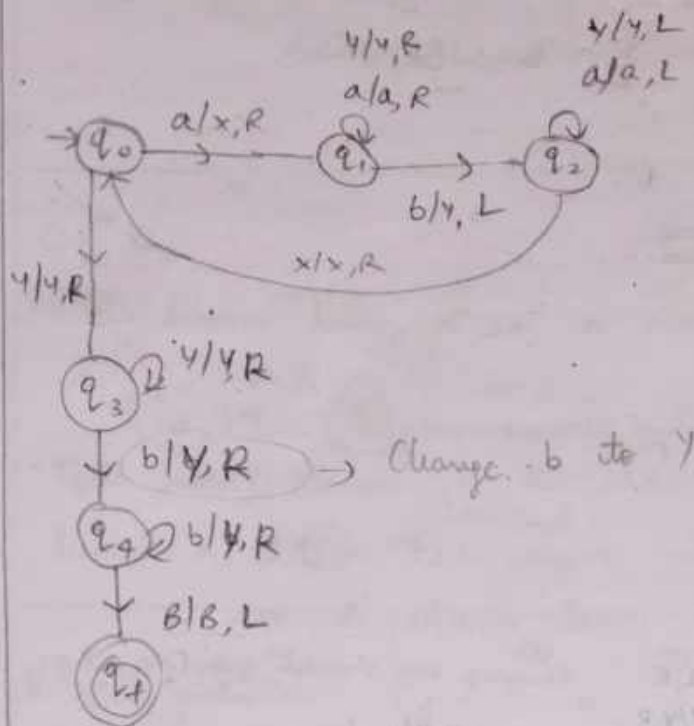 y/y, R
a/a, R
y/y, L
a/a, L
q0
a/x, R
q1
b/y, L
q2
x/x, R
y/y, R
q3
y/y, R
b/y, R → Change b to y
q4
b/y, R
B/B, L
qf